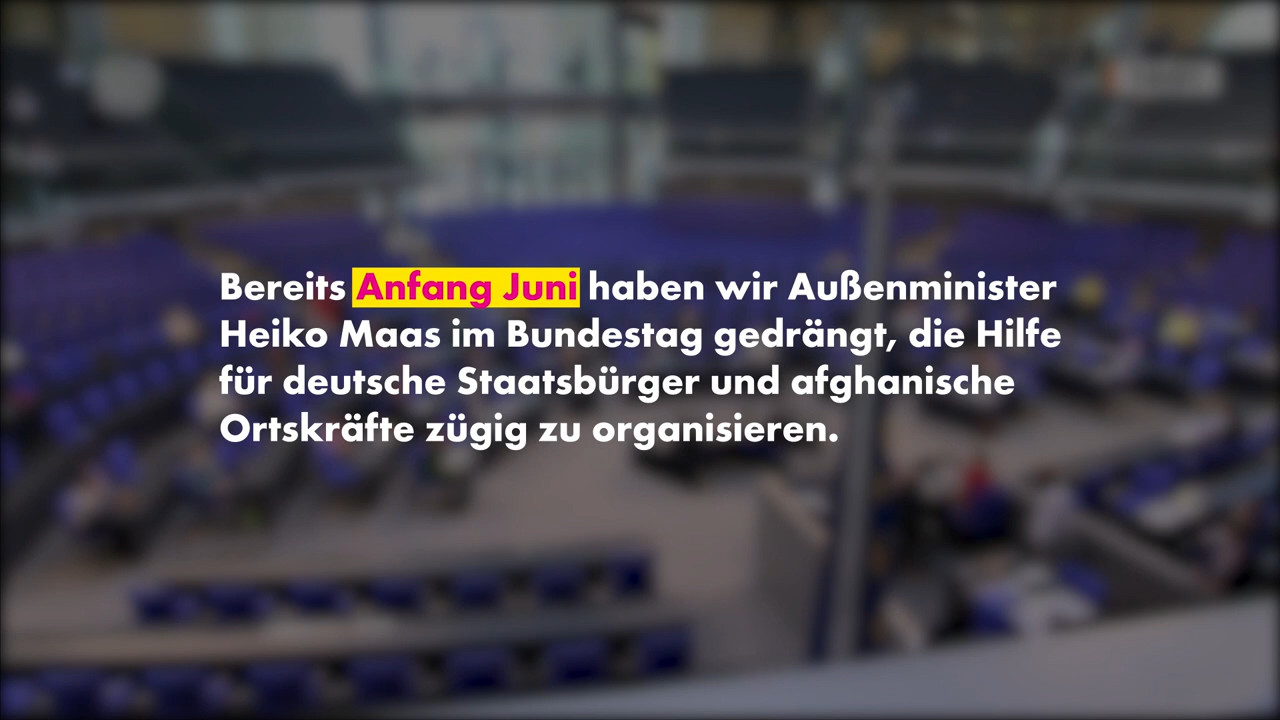 Bereits Anfang Juni haben wir Außenminister
Heiko Maas im Bundestag gedrängt, die Hilfe
für deutsche Staatsbürger und afghanische
Ortskräfte zügig zu organisieren.